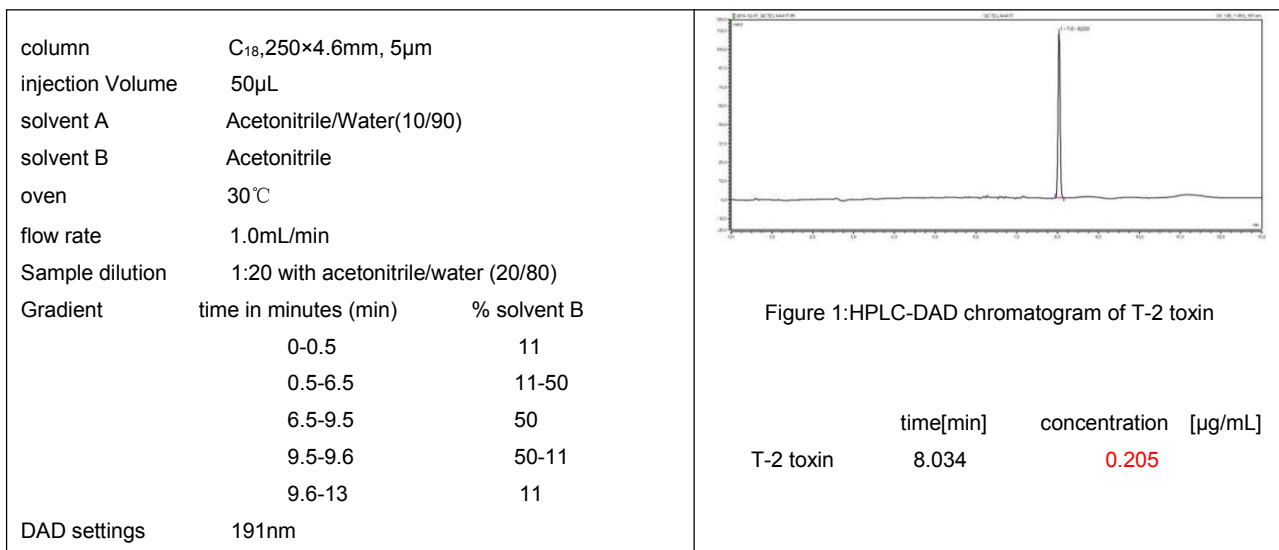 column C₁₈,250×4.6mm, 5μm
injection Volume 50μL
solvent A Acetonitrile/Water(10/90)
solvent B Acetonitrile
oven 30℃
flow rate 1.0mL/min
Sample dilution 1:20 with acetonitrile/water (20/80)
Gradient time in minutes (min) % solvent B
0-0.5 11
0.5-6.5 11-50
6.5-9.5 50
9.5-9.6 50-11
9.6-13 11
DAD settings 191nm
Figure 1:HPLC-DAD chromatogram of T-2 toxin
time[min] concentration [μg/mL]
T-2 toxin 8.034 0.205